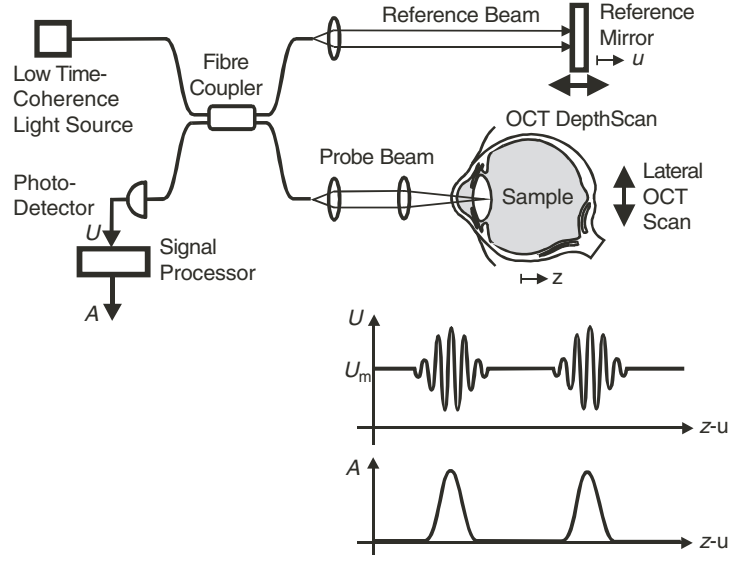 Reference Beam
Reference
Mirror
u
Low Time-
Coherence
Light Source
Fibre
Coupler
OCT DepthScan
Probe Beam
Sample
Lateral
OCT
Scan
z
Photo-
Detector
U
Signal
Processor
A
U
Um
z-u
A
z-u